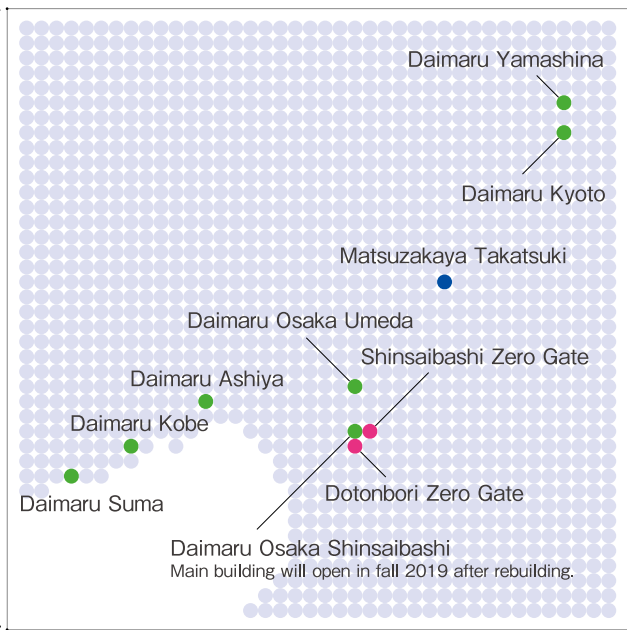 Daimaru Yamashina
Daimaru Kyoto
Matsuzakaya Takatsuki
Daimaru Osaka Umeda
Shinsaibashi Zero Gate
Daimaru Ashiya
Daimaru Kobe
Dotonbori Zero Gate
Daimaru Suma
Daimaru Osaka Shinsaibashi
Main building will open in fall 2019 after rebuilding.